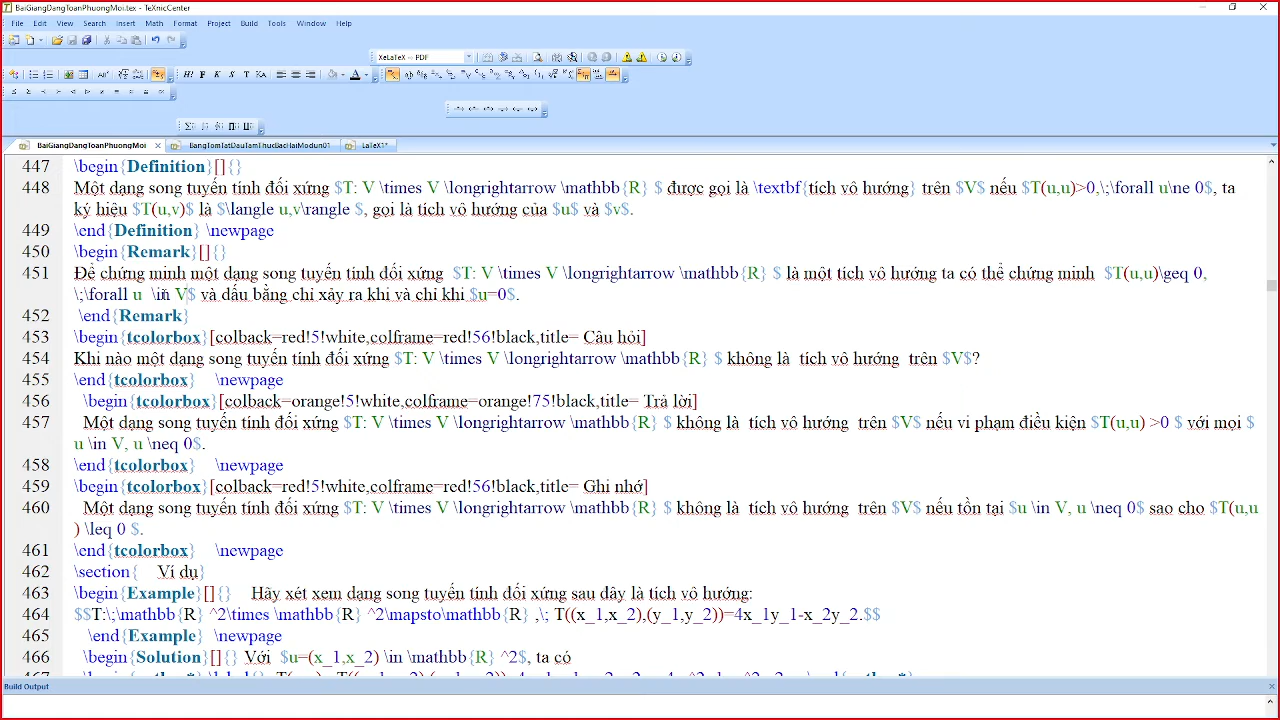 BaiGiangDangToanPhuongMoi.tex - TeXnicCenter
File Edit View Search Insert Math Format Project Build Tools Window Help
XeLaTeX ⇨ PDF
BaiGiangDangToanPhuongMoi BangTomTatDauTamThucBacHaiModun01 LaTeX1*
447 \begin{Definition}[]{}
448 Một dạng song tuyến tính đối xứng $T: V \times V \longrightarrow \mathbb{R} $ được gọi là \textbf{tích vô hướng} trên $V$ nếu $T(u,u)>0,\;\forall u\ne 0$, ta
ký hiệu $T(u,v)$ là $\langle u,v\rangle $, gọi là tích vô hướng của $u$ và $v$.
449 \end{Definition} \newpage
450 \begin{Remark}[]{}
451 Để chứng minh một dạng song tuyến tính đối xứng $T: V \times V \longrightarrow \mathbb{R} $ là một tích vô hướng ta có thể chứng minh $T(u,u)\geq 0,
\;\forall u \in V$ và dấu bằng chỉ xảy ra khi và chỉ khi $u=0$.
452 \end{Remark}
453 \begin{tcolorbox}[colback=red!5!white,colframe=red!56!black,title= Câu hỏi]
454 Khi nào một dạng song tuyến tính đối xứng $T: V \times V \longrightarrow \mathbb{R} $ không là tích vô hướng trên $V$?
455 \end{tcolorbox} \newpage
456 \begin{tcolorbox}[colback=orange!5!white,colframe=orange!75!black,title= Trả lời]
457 Một dạng song tuyến tính đối xứng $T: V \times V \longrightarrow \mathbb{R} $ không là tích vô hướng trên $V$ nếu vi phạm điều kiện $T(u,u) >0 $ với mọi $
u \in V, u \neq 0$.
458 \end{tcolorbox} \newpage
459 \begin{tcolorbox}[colback=red!5!white,colframe=red!56!black,title= Ghi nhớ]
460 Một dạng song tuyến tính đối xứng $T: V \times V \longrightarrow \mathbb{R} $ không là tích vô hướng trên $V$ nếu tồn tại $u \in V, u \neq 0$ sao cho $T(u,u
) \leq 0 $.
461 \end{tcolorbox} \newpage
462 \section{ Ví dụ}
463 \begin{Example}[]{} Hãy xét xem dạng song tuyến tính đối xứng sau đây là tích vô hướng:
464 $$T:\;\mathbb{R} ^2\times \mathbb{R} ^2\mapsto\mathbb{R} ,\; T((x_1,x_2),(y_1,y_2))=4x_1y_1-x_2y_2.$$
465 \end{Example} \newpage
466 \begin{Solution}[]{} Với $u=(x_1,x_2) \in \mathbb{R} ^2$, ta có
Build Output